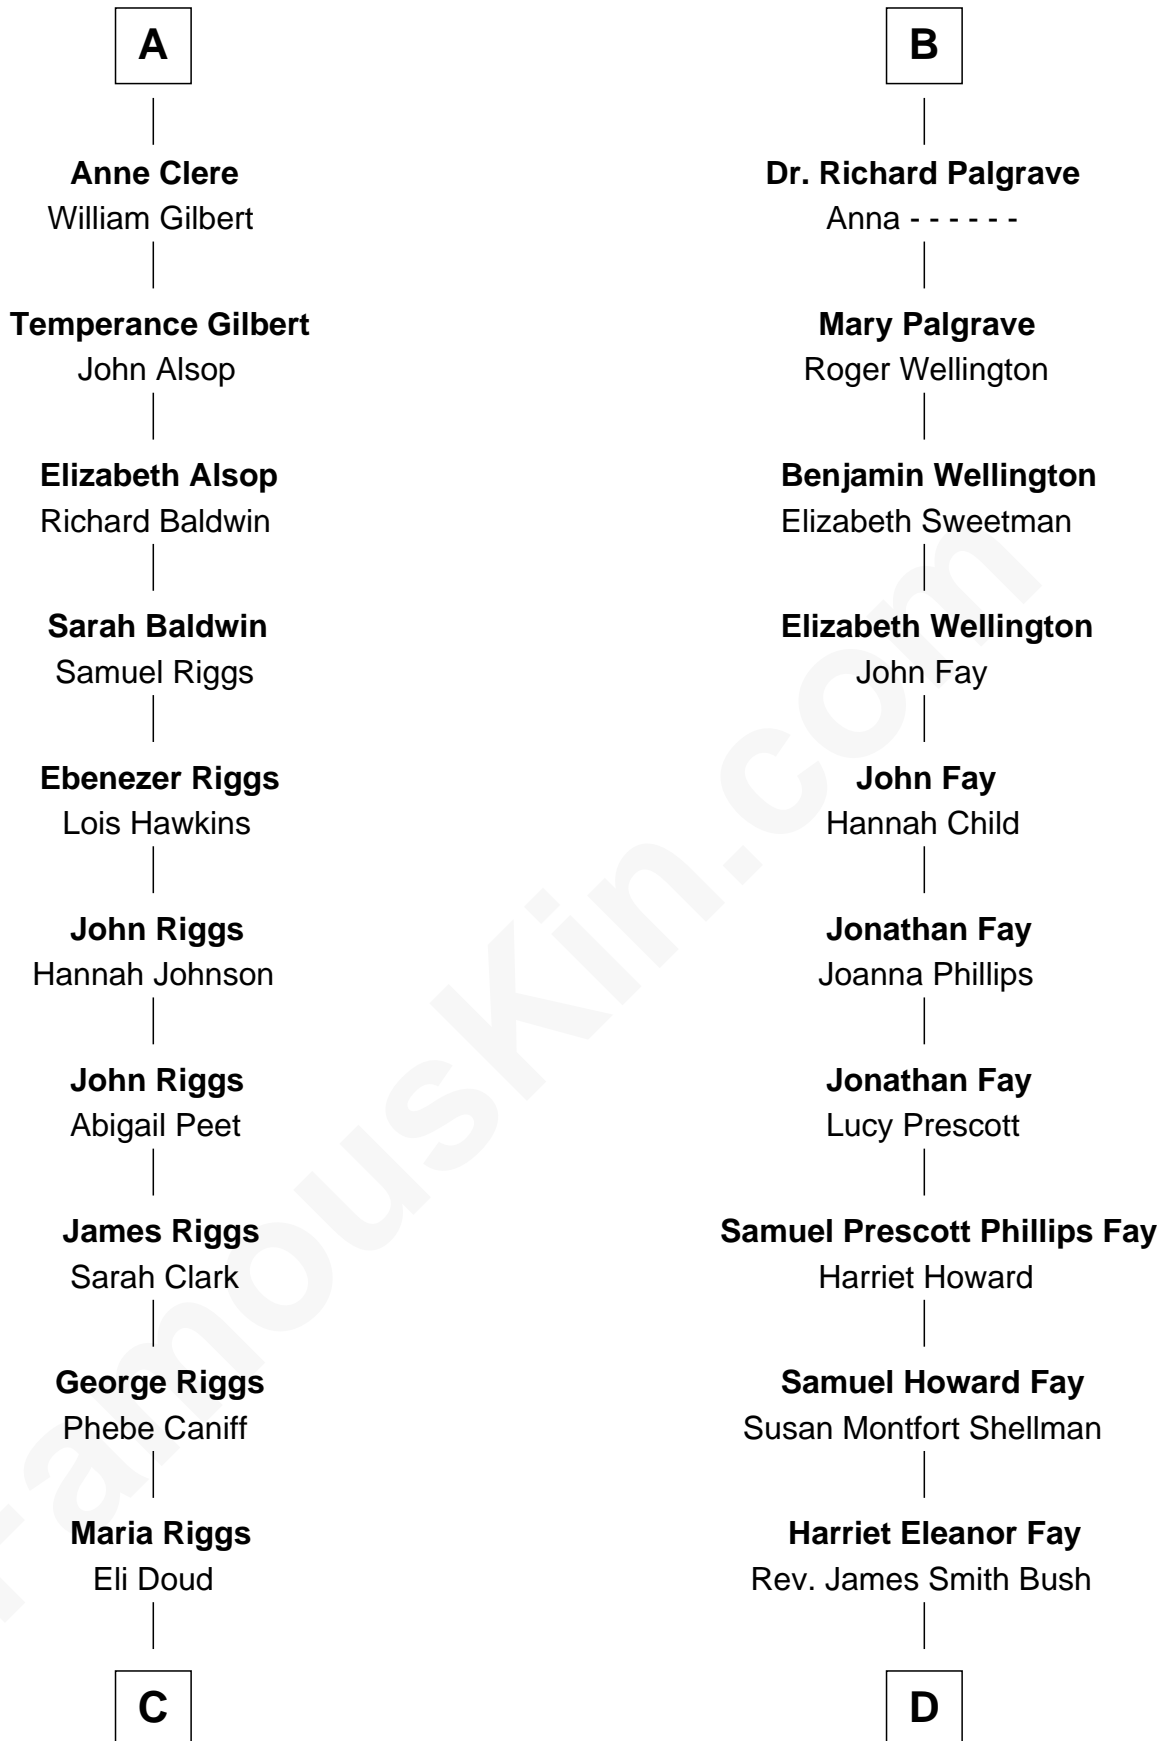 A
Anne Clere
William Gilbert
Temperance Gilbert
John Alsop
Elizabeth Alsop
Richard Baldwin
Sarah Baldwin
Samuel Riggs
Ebenezer Riggs
Lois Hawkins
John Riggs
Hannah Johnson
John Riggs
Abigail Peet
James Riggs
Sarah Clark
George Riggs
Phebe Caniff
Maria Riggs
Eli Doud
C
B
Dr. Richard Palgrave
Anna - - - - - -
Mary Palgrave
Roger Wellington
Benjamin Wellington
Elizabeth Sweetman
Elizabeth Wellington
John Fay
John Fay
Hannah Child
Jonathan Fay
Joanna Phillips
Jonathan Fay
Lucy Prescott
Samuel Prescott Phillips Fay
Harriet Howard
Samuel Howard Fay
Susan Montfort Shellman
Harriet Eleanor Fay
Rev. James Smith Bush
D
FamousKin.com